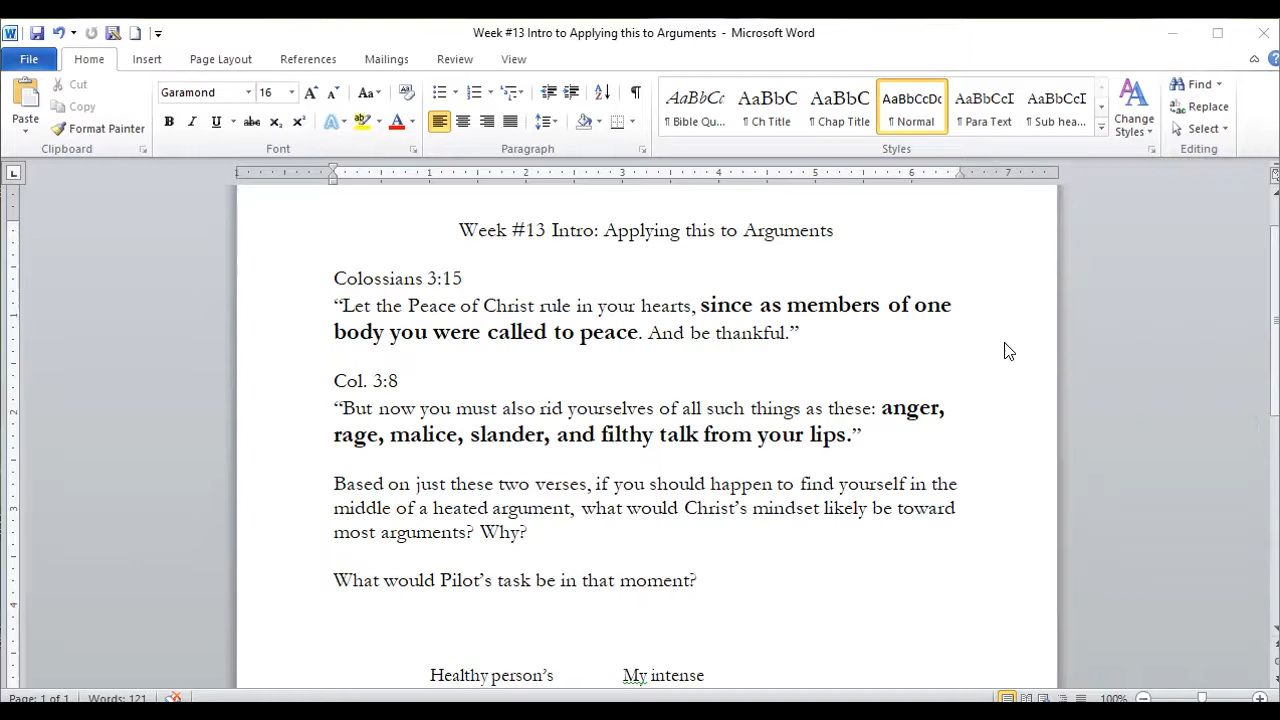 Week #13 Intro to Applying this to Arguments - Microsoft Word
File Home Insert Page Layout References Mailings Review View
Paste
Cut
Copy
Format Painter
Clipboard
Garamond 16
Font
Paragraph
AaBbCc AaBbC AaBbC AaBbCcDc AaBbCcI AaBbCcI
¶ Bible Qu... ¶ Ch Title ¶ Chap Title ¶ Normal ¶ Para Text ¶ Sub hea...
Change
Styles
Styles
Find
Replace
Select
Editing
1 1 2 3 4 5 6 7
Week #13 Intro: Applying this to Arguments
Colossians 3:15
“Let the Peace of Christ rule in your hearts, since as members of one
body you were called to peace. And be thankful.”
Col. 3:8
“But now you must also rid yourselves of all such things as these: anger,
rage, malice, slander, and filthy talk from your lips.”
Based on just these two verses, if you should happen to find yourself in the
middle of a heated argument, what would Christ’s mindset likely be toward
most arguments? Why?
What would Pilot’s task be in that moment?
Healthy person’s My intense
Page: 1 of 1 Words: 121 100%